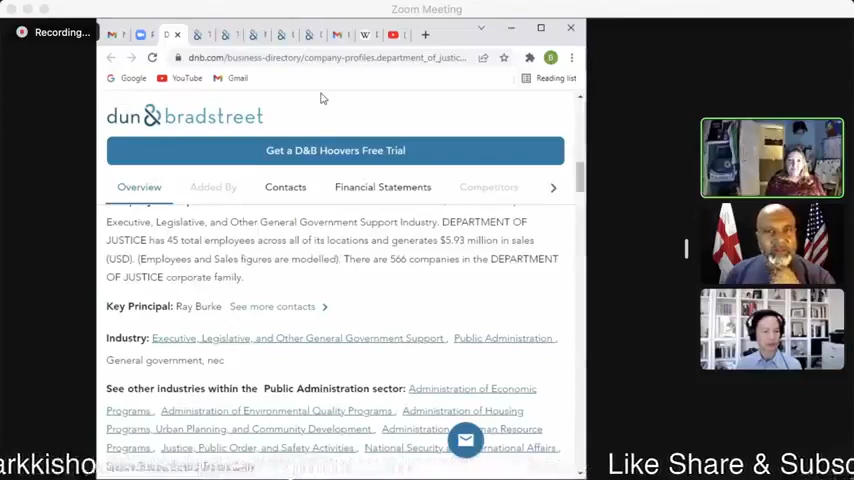 Zoom Meeting
Recording...
D
dnb.com/business-directory/company-profiles.department_of_justic...
B
Google
YouTube
Gmail
Reading list
dun & bradstreet
Get a D&B Hoovers Free Trial
Overview
Added By
Contacts
Financial Statements
Competitors
Executive, Legislative, and Other General Government Support Industry. DEPARTMENT OF
JUSTICE has 45 total employees across all of its locations and generates $5.93 million in sales
(USD). (Employees and Sales figures are modelled). There are 566 companies in the DEPARTMENT
OF JUSTICE corporate family.
Key Principal: Ray Burke See more contacts
Industry: Executive, Legislative, and Other General Government Support , Public Administration ,
General government, nec
See other industries within the Public Administration sector: Administration of Economic
Programs , Administration of Environmental Quality Programs , Administration of Housing
Programs, Urban Planning, and Community Development , Resource
Programs , Justice, Public Order, and Safety Activities , National Security Affairs ,
arkkisho
Like Share & Subsc